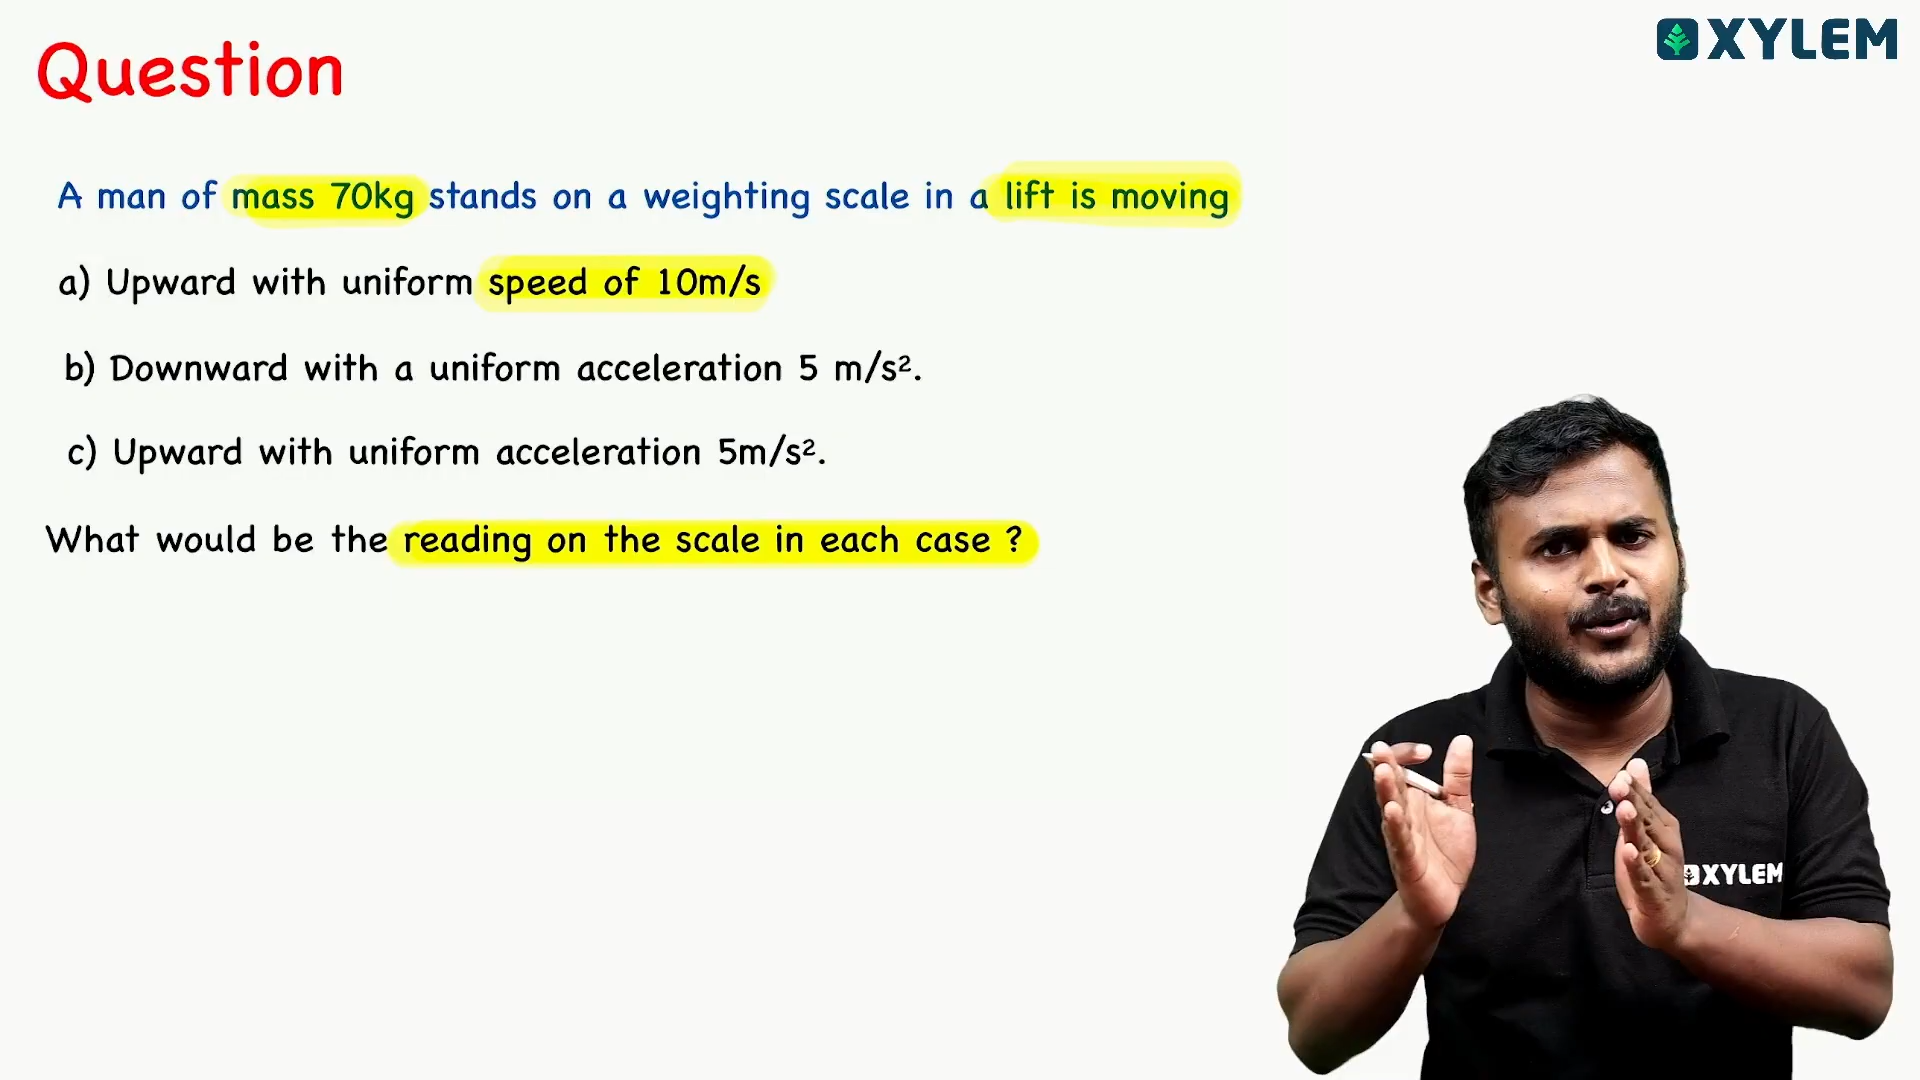 XYLEM
Question
A man of mass 70kg stands on a weighting scale in a lift is moving
a) Upward with uniform speed of 10m/s
b) Downward with a uniform acceleration 5 m/s².
c) Upward with uniform acceleration 5m/s².
What would be the reading on the scale in each case ?
XYLEM